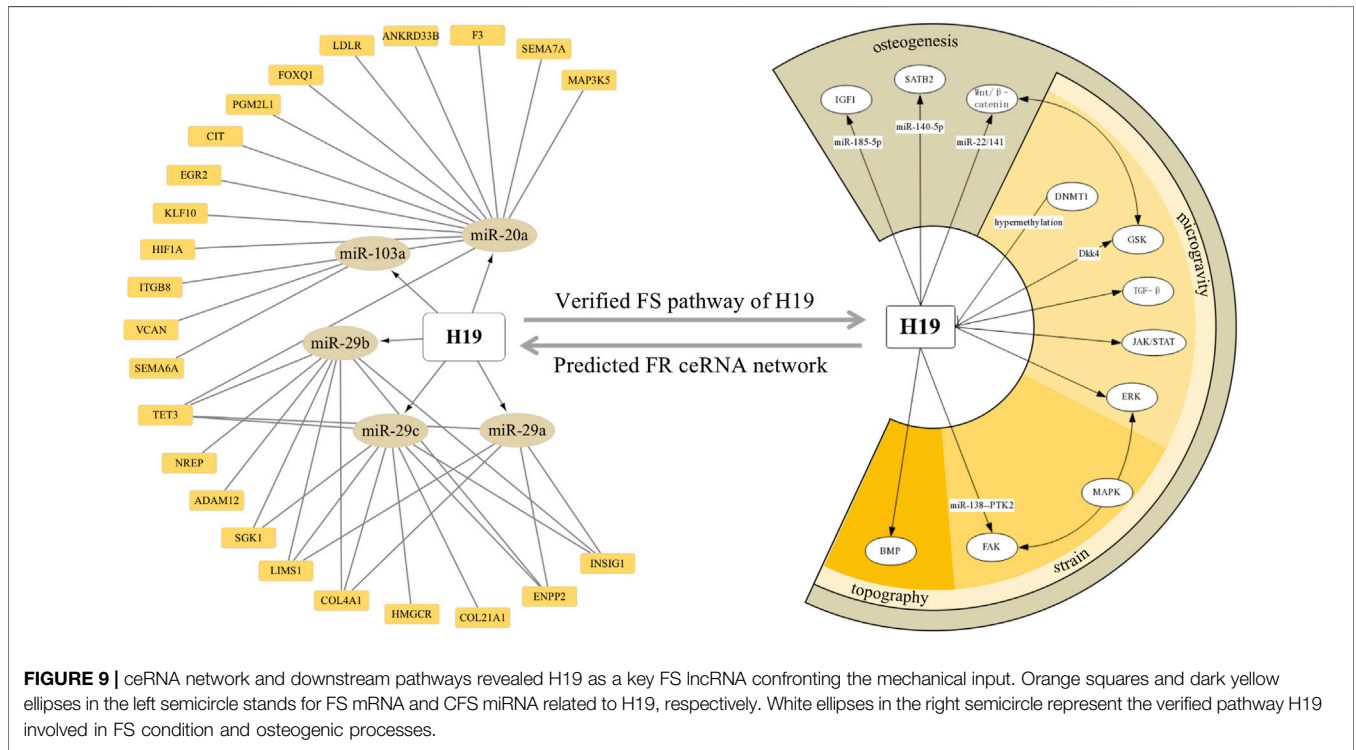 LDLR
ANKRD33B
F3
SEMA7A
MAP3K5
FOXQ1
PGM2L1
CIT
EGR2
KLF10
HIF1A
ITGB8
VCAN
SEMA6A
TET3
NREP
ADAM12
SGK1
LIMS1
COL4A1
HMGCR
COL21A1
ENPP2
INSIG1
miR-20a
miR-103a
miR-29b
miR-29c
miR-29a
H19
Verified FS pathway of H19
Predicted FR ceRNA network
osteogenesis
IGF1
SATB2
Wnt/β-
catenin
miR-185-5p
miR-140-5p
miR-22/141
DNMT1
hypermethylation
GSK
Dkk4
TGF-β
JAK/STAT
ERK
microgravity
H19
MAPK
miR-138--PTK2
BMP
FAK
strain
topography
FIGURE 9 | ceRNA network and downstream pathways revealed H19 as a key FS lncRNA confronting the mechanical input. Orange squares and dark yellow
ellipses in the left semicircle stands for FS mRNA and CFS miRNA related to H19, respectively. White ellipses in the right semicircle represent the verified pathway H19
involved in FS condition and osteogenic processes.